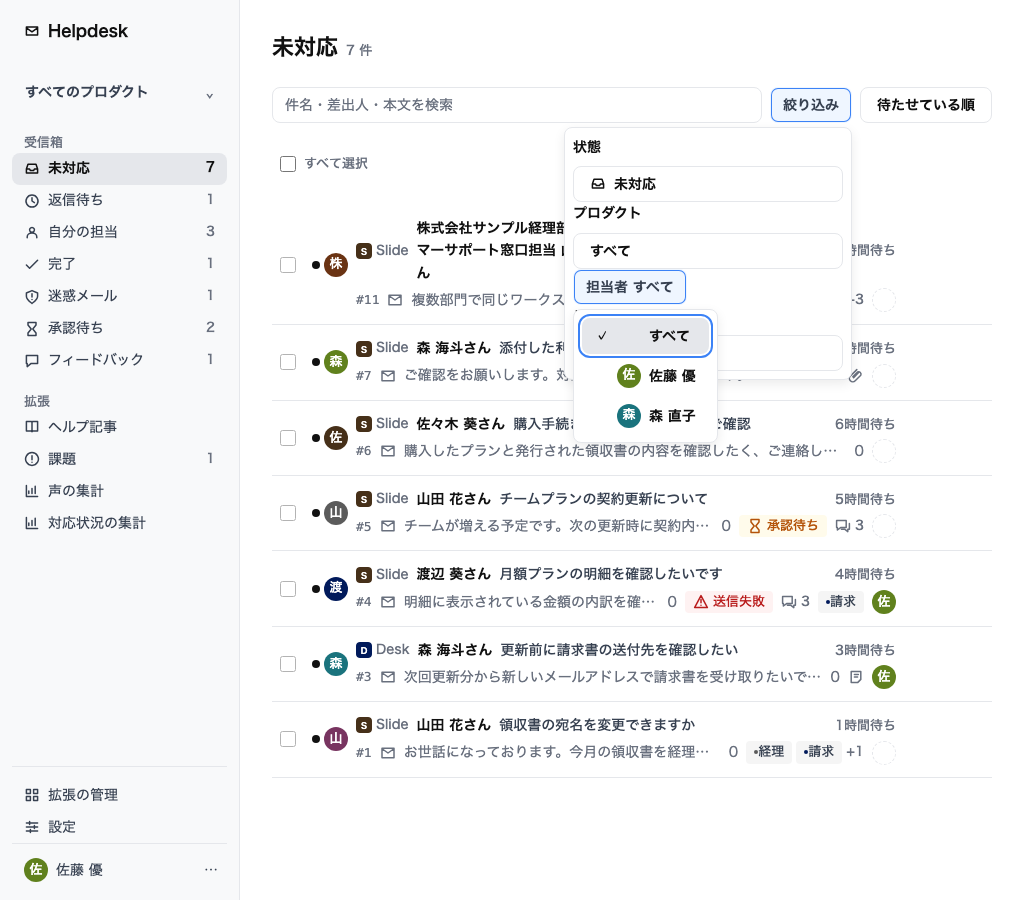 Helpdesk
すべてのプロダクト
受信箱
未対応 7
返信待ち 1
自分の担当 3
完了 1
迷惑メール 1
承認待ち 2
フィードバック 1
拡張
ヘルプ記事
課題 1
声の集計
対応状況の集計
拡張の管理
設定
佐 佐藤 優 …
未対応 7 件
件名・差出人・本文を検索 絞り込み 待たせている順
すべて選択
状態
未対応
プロダクト
すべて
担当者 すべて
✓ すべて
佐 佐藤 優
森 森 直子
株式会社サンプル経理部
株 S Slide マーサポート窓口担当 時間待ち
ん
#11 複数部門で同じワークス
森 S Slide 森 海斗さん 添付した利 時間待ち
#7 ご確認をお願いします。
佐 S Slide 佐々木 葵さん 購入手続 ご確認 6時間待ち
#6 購入したプランと発行された領収書の内容を確認したく、ご連絡し… 0
山 S Slide 山田 花さん チームプランの契約更新について 5時間待ち
#5 チームが増える予定です。次の更新時に契約内… 0 承認待ち 3
渡 S Slide 渡辺 葵さん 月額プランの明細を確認したいです 4時間待ち
#4 明細に表示されている金額の内訳を確… 0 送信失敗 3 •請求 佐
森 D Desk 森 海斗さん 更新前に請求書の送付先を確認したい 3時間待ち
#3 次回更新分から新しいメールアドレスで請求書を受け取りたいで… 0 佐
山 S Slide 山田 花さん 領収書の宛名を変更できますか 1時間待ち
#1 お世話になっております。今月の領収書を経理… 0 •経理 •請求 +1